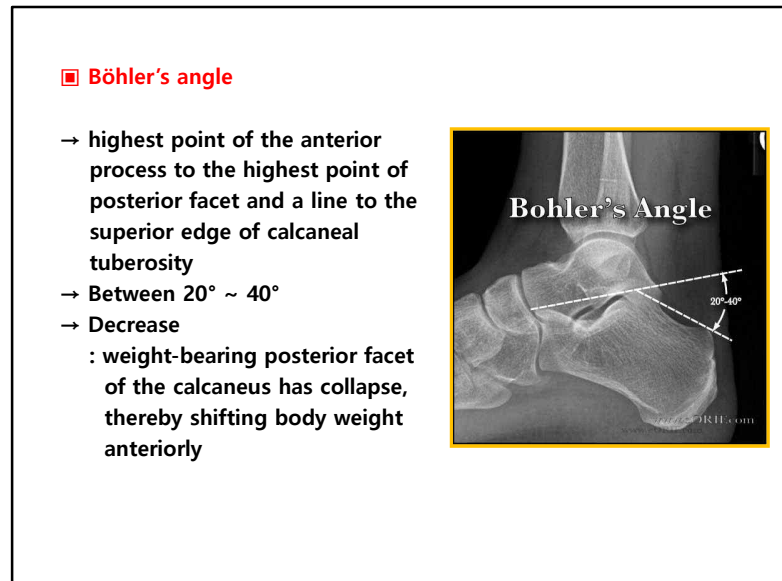 ▣ Böhler’s angle
→ highest point of the anterior
process to the highest point of
posterior facet and a line to the
superior edge of calcaneal
tuberosity
→ Between 20° ~ 40°
→ Decrease
: weight-bearing posterior facet
of the calcaneus has collapse,
thereby shifting body weight
anteriorly
Bohler’s Angle
20°-40°